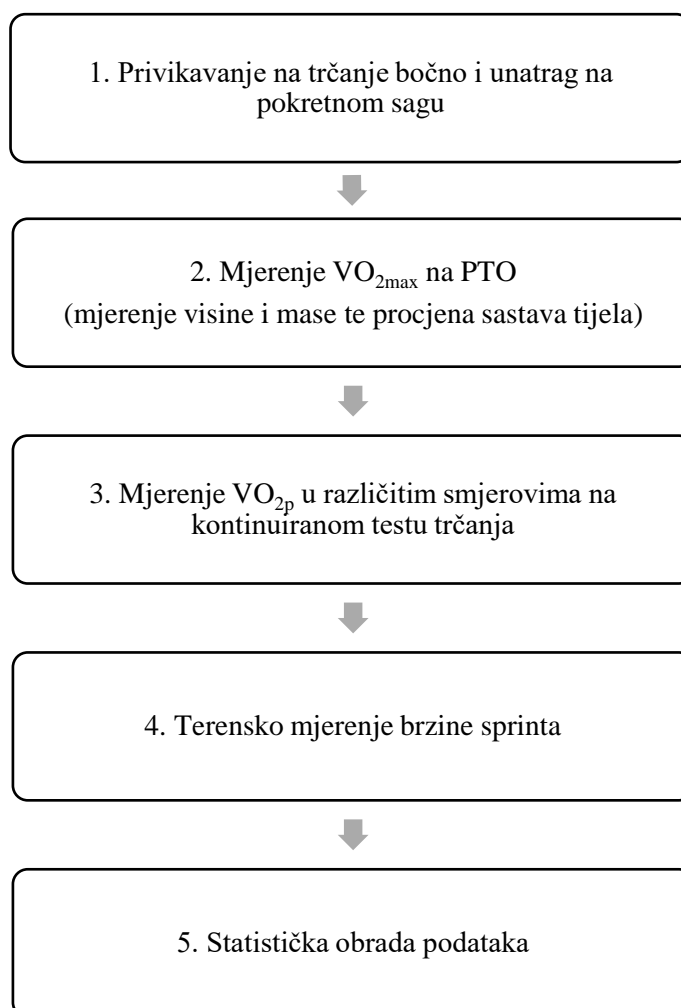 1. Privikavanje na trčanje bočno i unatrag na
pokretnom sagu
2. Mjerenje VO₂max na PTO
(mjerenje visine i mase te procjena sastava tijela)
3. Mjerenje VO₂p u različitim smjerovima na
kontinuiranom testu trčanja
4. Terensko mjerenje brzine sprinta
5. Statistička obrada podataka